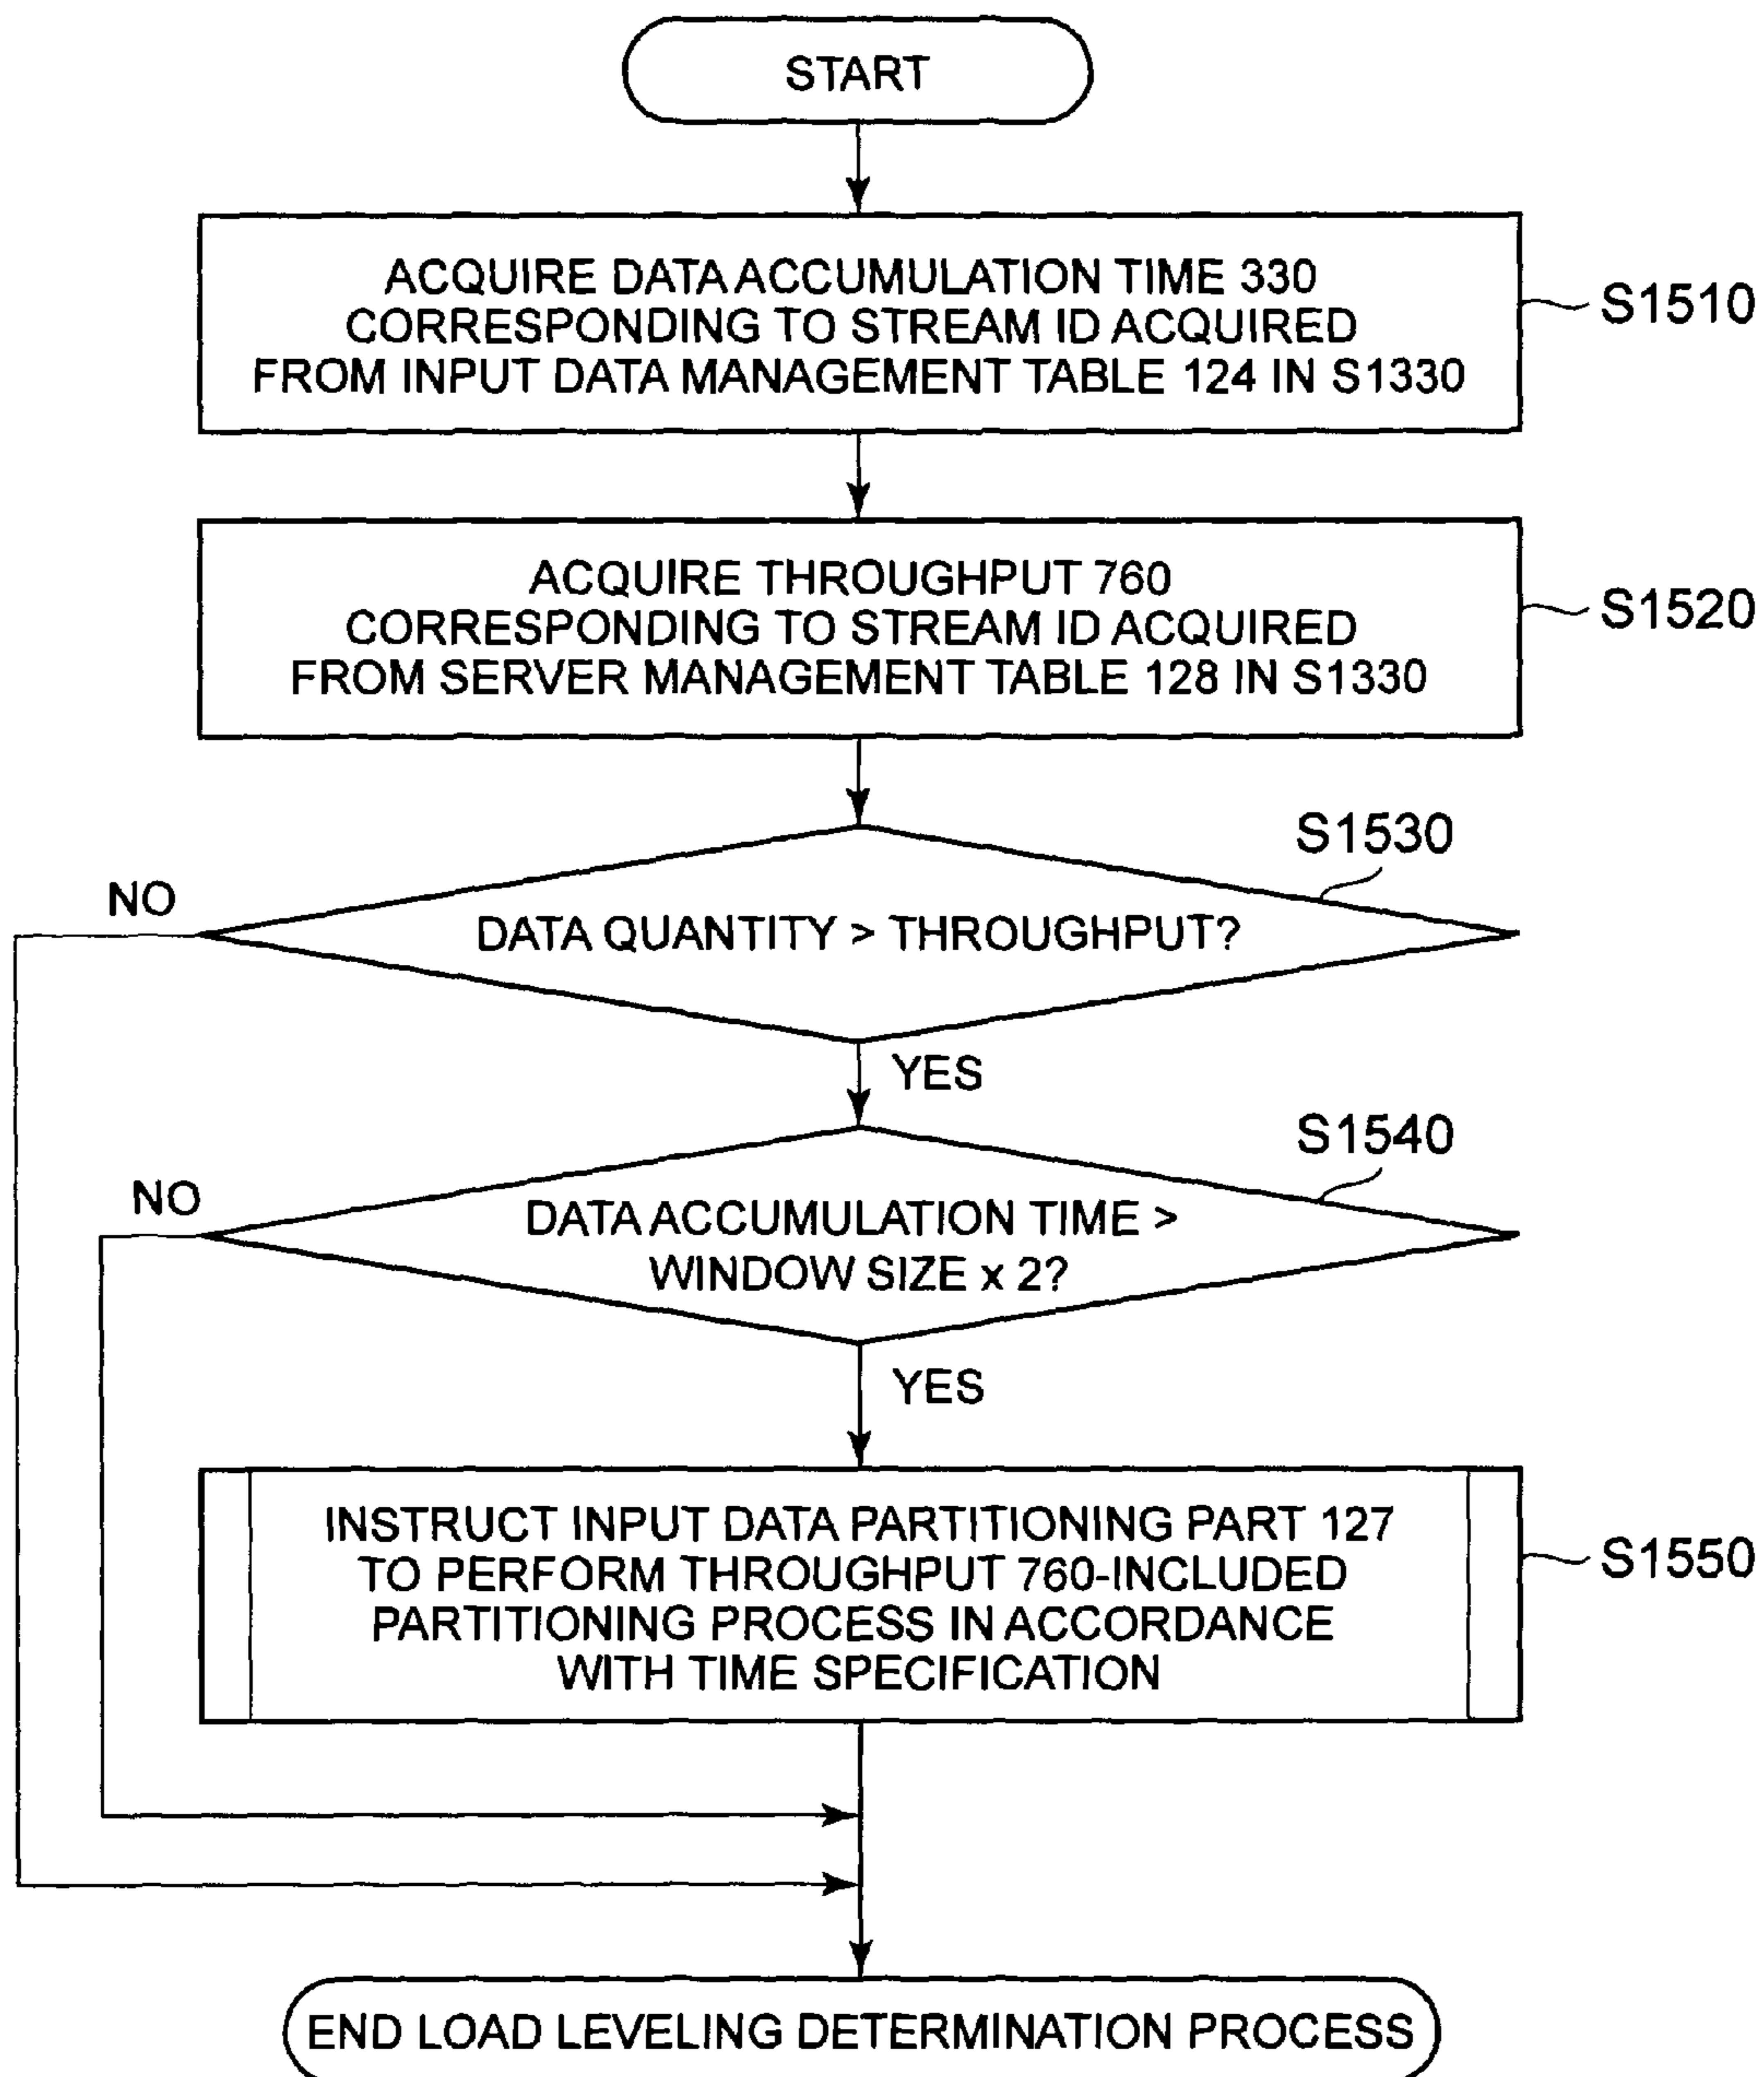 START
ACQUIRE DATA ACCUMULATION TIME 330
CORRESPONDING TO STREAM ID ACQUIRED
FROM INPUT DATA MANAGEMENT TABLE 124 IN S1330
S1510
ACQUIRE THROUGHPUT 760
CORRESPONDING TO STREAM ID ACQUIRED
FROM SERVER MANAGEMENT TABLE 128 IN S1330
S1520
S1530
NO
DATA QUANTITY > THROUGHPUT?
YES
S1540
NO
DATA ACCUMULATION TIME >
WINDOW SIZE x 2?
YES
INSTRUCT INPUT DATA PARTITIONING PART 127
TO PERFORM THROUGHPUT 760-INCLUDED
PARTITIONING PROCESS IN ACCORDANCE
WITH TIME SPECIFICATION
S1550
END LOAD LEVELING DETERMINATION PROCESS